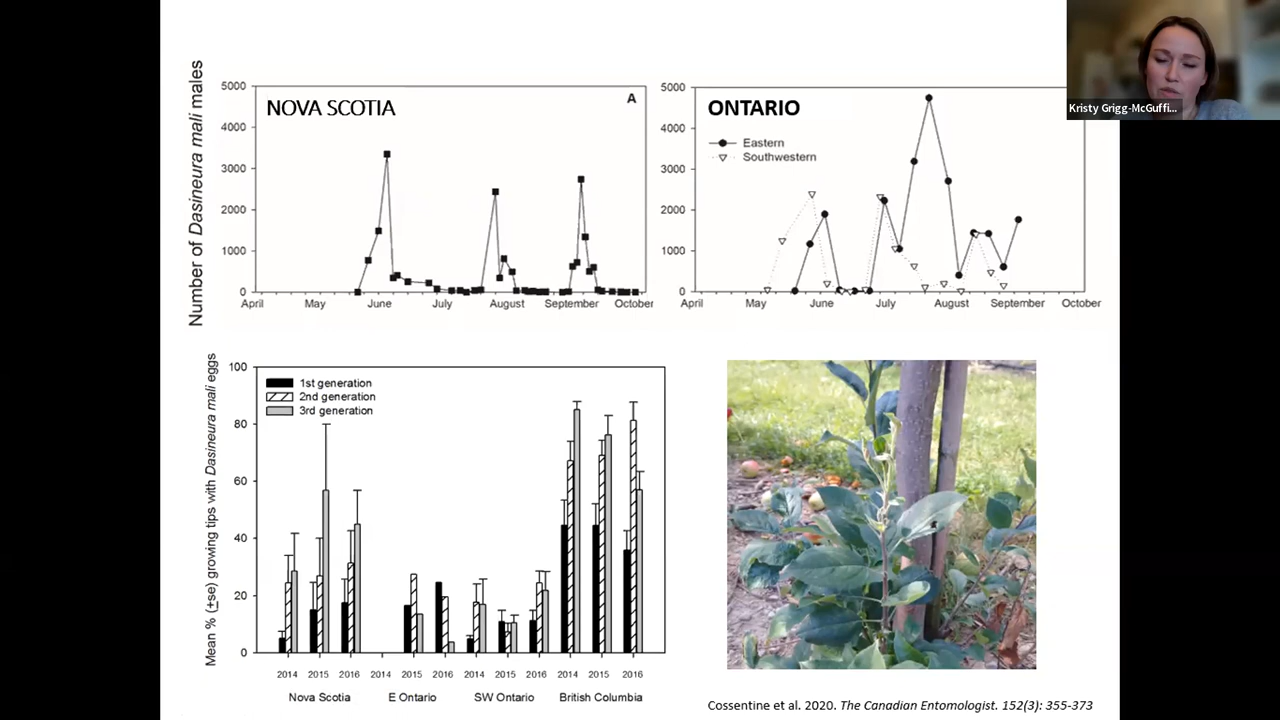 Kristy Grigg-McGuffi...
Number of Dasineura mali males
5000
4000
3000
2000
1000
0
NOVA SCOTIA
A
April May June July August September October
5000
4000
3000
2000
1000
0
ONTARIO
Eastern
Southwestern
April May June July August September October
Mean % (±se) growing tips with Dasineura mali eggs
100
80
60
40
20
0
1st generation
2nd generation
3rd generation
2014 2015 2016 2014 2015 2016 2014 2015 2016 2014 2015 2016
Nova Scotia E Ontario SW Ontario British Columbia
Cossentine et al. 2020. The Canadian Entomologist. 152(3): 355-373